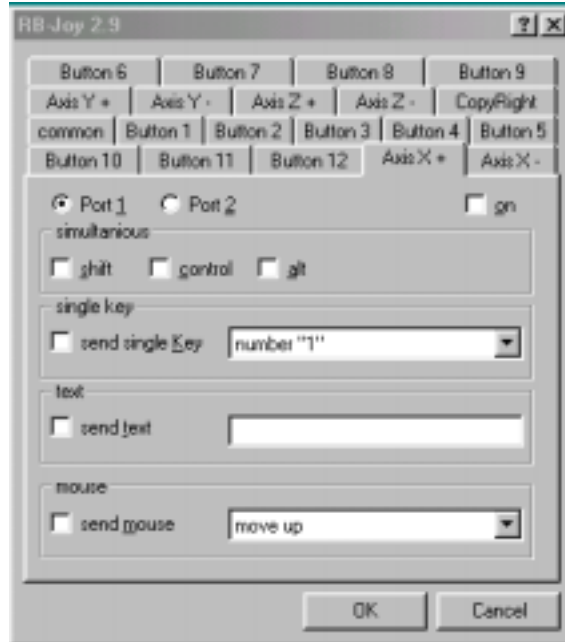 RB-Joy 2.9
Button 6 Button 7 Button 8 Button 9
Axis Y + Axis Y - Axis Z + Axis Z - CopyRight
common Button 1 Button 2 Button 3 Button 4 Button 5
Button 10 Button 11 Button 12 Axis X + Axis X -
Port 1 Port 2 on
simultanious
shift control alt
single key
send single Key number "1"
text
send text
mouse
send mouse move up
OK Cancel